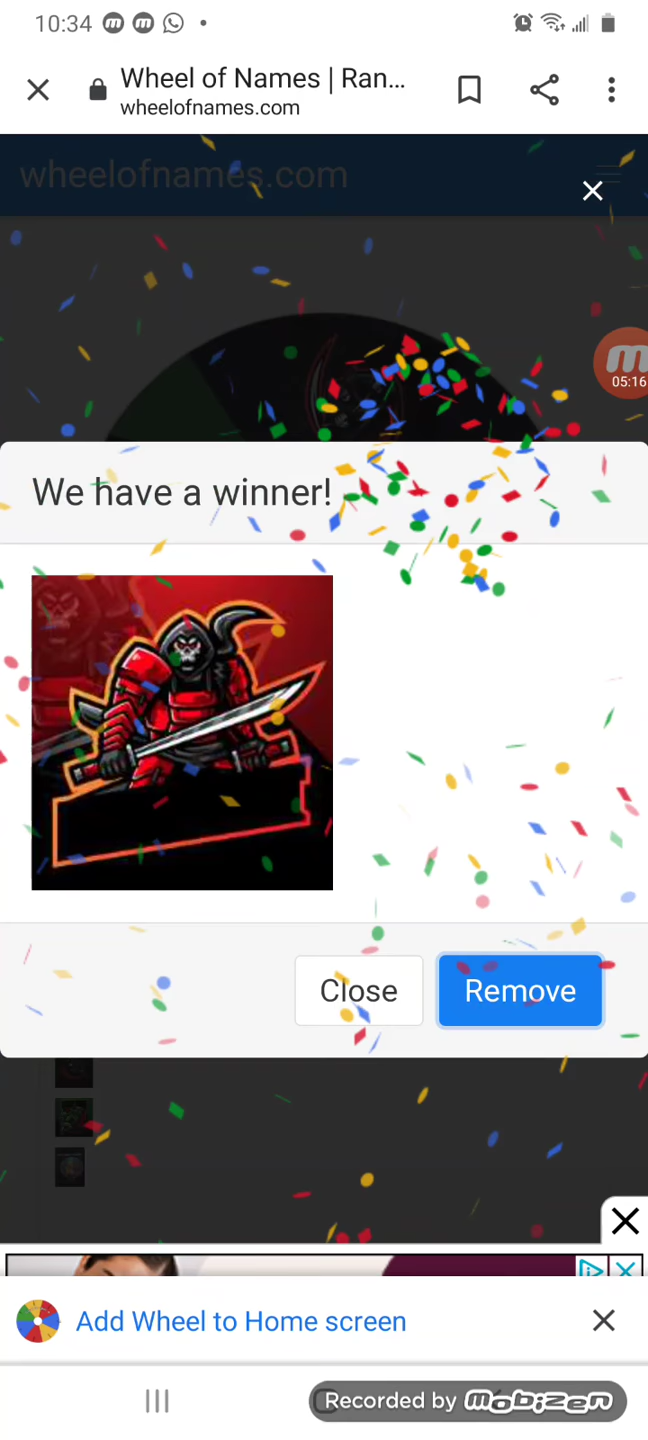 10:34
Wheel of Names | Ran...
wheelofnames.com
wheelofnames.com
05:16
We have a winner!
Close
Remove
Add Wheel to Home screen
Recorded by mobizen